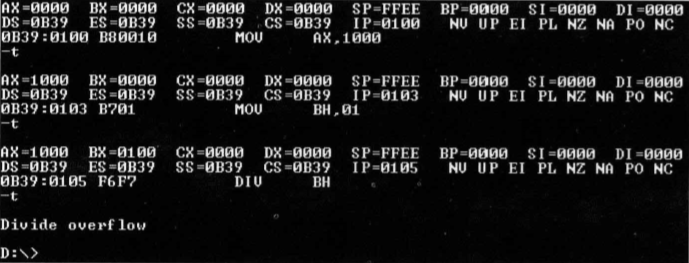 AX=0000 BX=0000 CX=0000 DX=0000 SP=FFEE BP=0000 SI=0000 DI=0000
DS=0B39 ES=0B39 SS=0B39 CS=0B39 IP=0100 NV UP EI PL NZ NA PO NC
0B39:0100 B80010 MOV AX,1000
-t
AX=1000 BX=0000 CX=0000 DX=0000 SP=FFEE BP=0000 SI=0000 DI=0000
DS=0B39 ES=0B39 SS=0B39 CS=0B39 IP=0103 NV UP EI PL NZ NA PO NC
0B39:0103 B701 MOV BH,01
-t
AX=1000 BX=0100 CX=0000 DX=0000 SP=FFEE BP=0000 SI=0000 DI=0000
DS=0B39 ES=0B39 SS=0B39 CS=0B39 IP=0105 NV UP EI PL NZ NA PO NC
0B39:0105 F6F7 DIV BH
-t
Divide overflow
D:\>